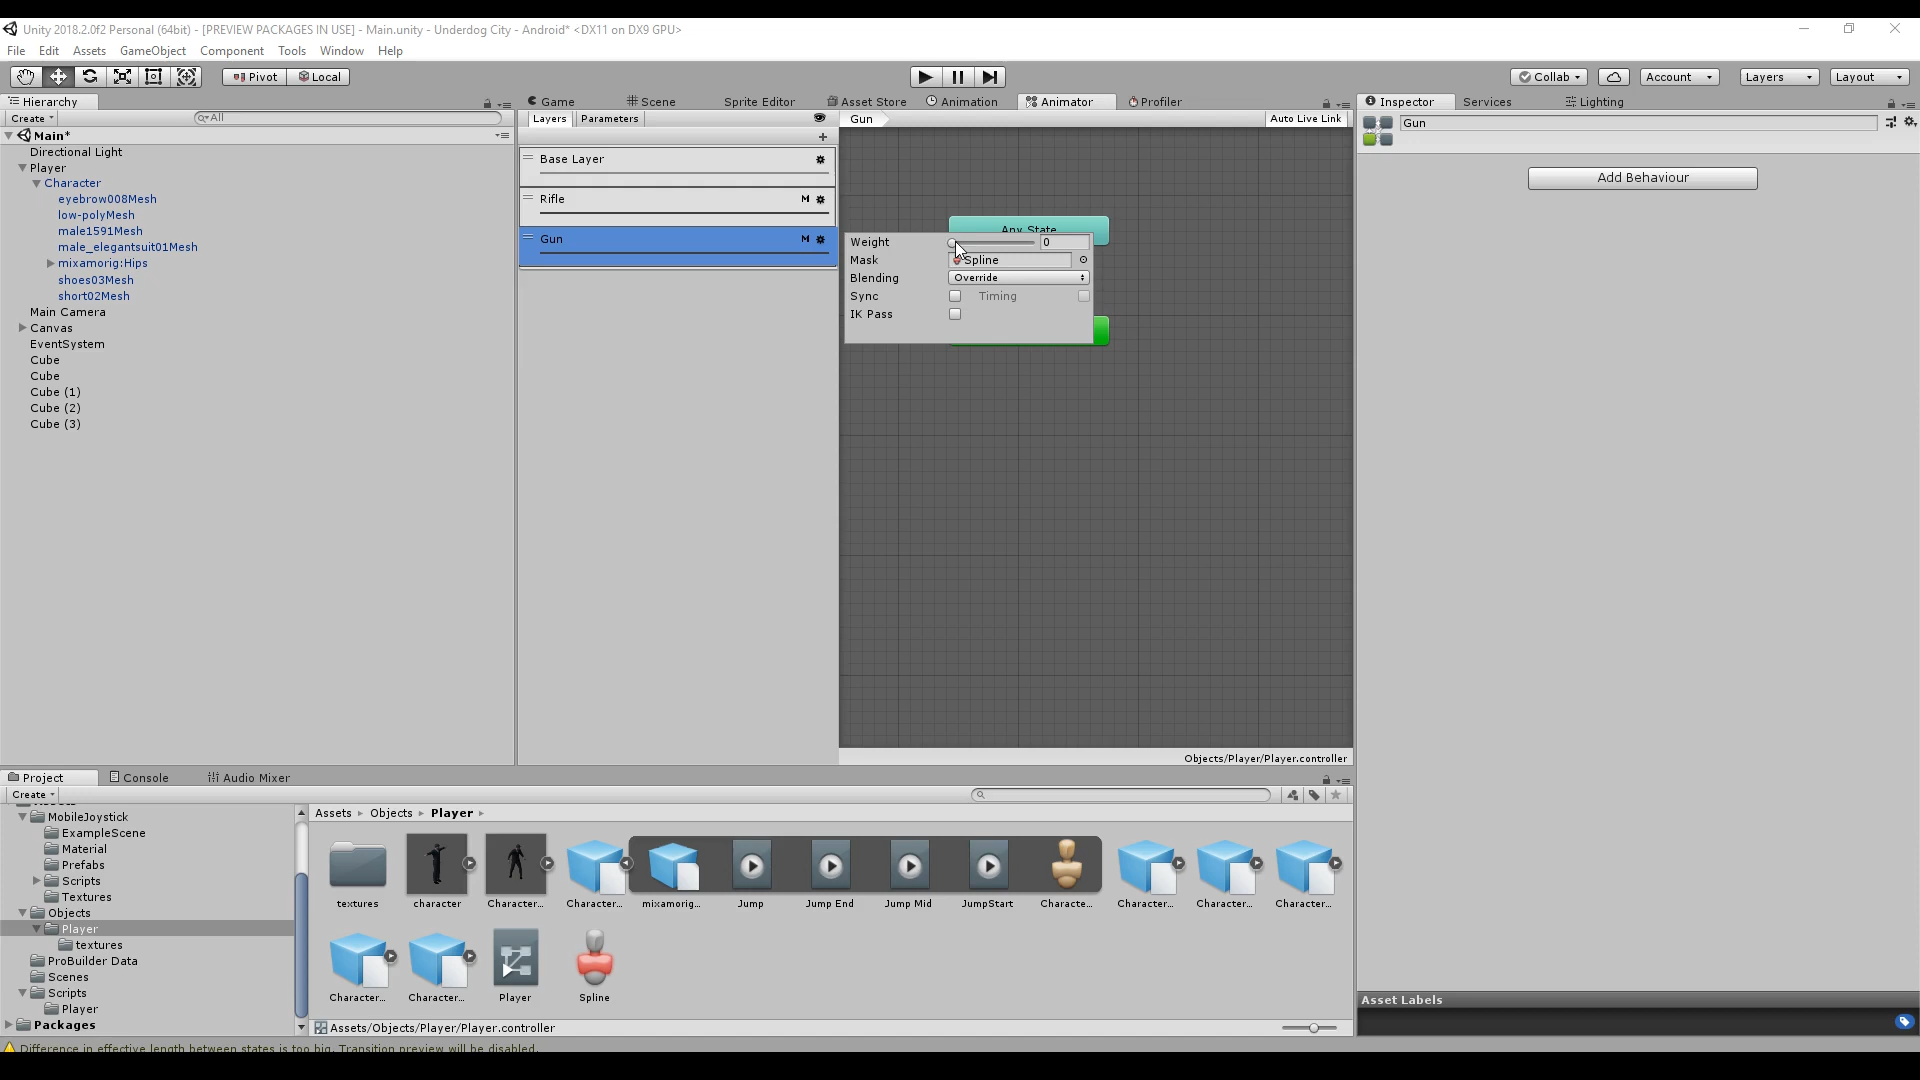 Unity 2018.2.0f2 Personal (64bit) - [PREVIEW PACKAGES IN USE] - Main.unity - Underdog City - Android* <DX11 on DX9 GPU>
File Edit Assets GameObject Component Tools Window Help
Pivot Local Collab Account Layers Layout
Hierarchy
Create All
Main*
Directional Light
Player
Character
eyebrow008Mesh
low-polyMesh
male1591Mesh
male_elegantsuit01Mesh
mixamorig:Hips
shoes03Mesh
short02Mesh
Main Camera
Canvas
EventSystem
Cube
Cube
Cube (1)
Cube (2)
Cube (3)
Game Scene Sprite Editor Asset Store Animation Animator Profiler
Layers Parameters Gun Auto Live Link
Base Layer
Rifle M
Gun M
Any State
Weight 0
Mask Spline
Blending Override
Sync Timing
IK Pass
Objects/Player/Player.controller
Inspector Services Lighting
Gun
Add Behaviour
Asset Labels
Project Console Audio Mixer
Create
MobileJoystick
ExampleScene
Material
Prefabs
Scripts
Textures
Objects
Player
textures
ProBuilder Data
Scenes
Scripts
Player
Packages
Assets Objects Player
textures character Character... Character... mixamorig... Jump Jump End Jump Mid JumpStart Characte... Character... Character... Character...
Character... Character... Player Spline
Assets/Objects/Player/Player.controller
Difference in effective length between states is too big. Transition preview will be disabled.